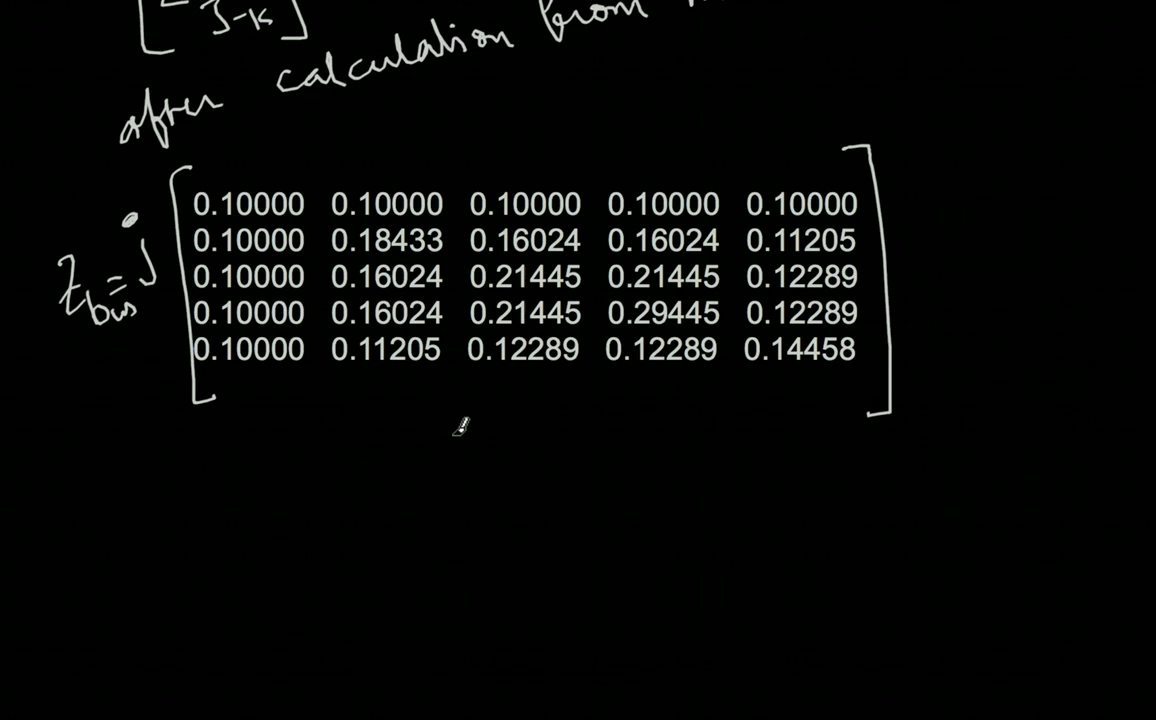 J-K
after calculation from
Zbus = j
0.10000 0.10000 0.10000 0.10000 0.10000
0.10000 0.18433 0.16024 0.16024 0.11205
0.10000 0.16024 0.21445 0.21445 0.12289
0.10000 0.16024 0.21445 0.29445 0.12289
0.10000 0.11205 0.12289 0.12289 0.14458